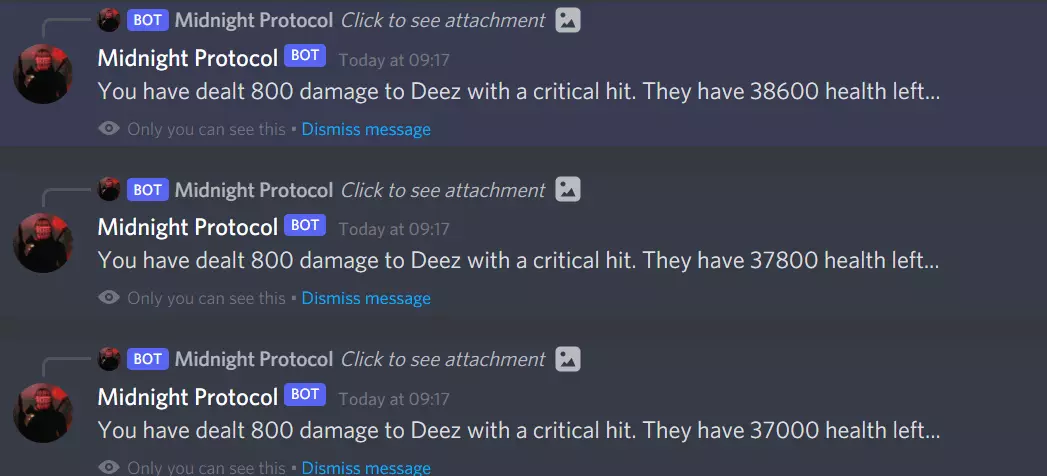 BOT Midnight Protocol Click to see attachment
Midnight Protocol BOT Today at 09:17
You have dealt 800 damage to Deez with a critical hit. They have 38600 health left...
Only you can see this • Dismiss message
BOT Midnight Protocol Click to see attachment
Midnight Protocol BOT Today at 09:17
You have dealt 800 damage to Deez with a critical hit. They have 37800 health left...
Only you can see this • Dismiss message
BOT Midnight Protocol Click to see attachment
Midnight Protocol BOT Today at 09:17
You have dealt 800 damage to Deez with a critical hit. They have 37000 health left...
Only you can see this • Dismiss message